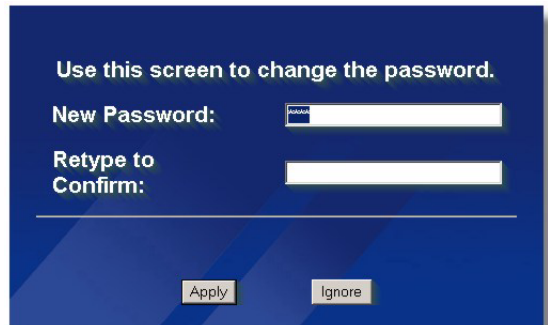 Use this screen to change the password.
New Password:
Retype to
Confirm:
Apply
Ignore